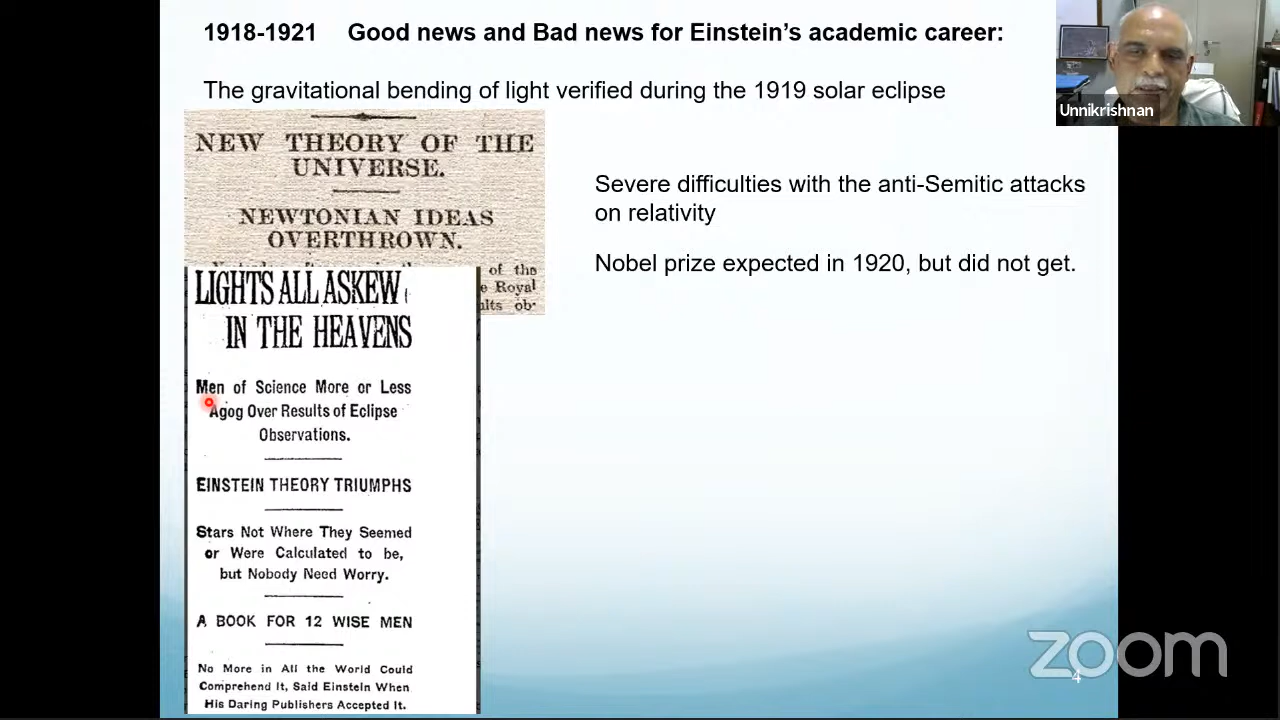 1918-1921 Good news and Bad news for Einstein's academic career:
The gravitational bending of light verified during the 1919 solar eclipse
NEW THEORY OF THE
UNIVERSE.
NEWTONIAN IDEAS
OVERTHROWN.
of the
Royal
LIGHTS ALL ASKEW
IN THE HEAVENS
Men of Science More or Less
Agog Over Results of Eclipse
Observations.
EINSTEIN THEORY TRIUMPHS
Stars Not Where They Seemed
or Were Calculated to be,
but Nobody Need Worry.
A BOOK FOR 12 WISE MEN
No More in All the World Could
Comprehend It, Said Einstein When
His Daring Publishers Accepted It.
Severe difficulties with the anti-Semitic attacks
on relativity
Nobel prize expected in 1920, but did not get.
Unnikrishnan
zoom
4